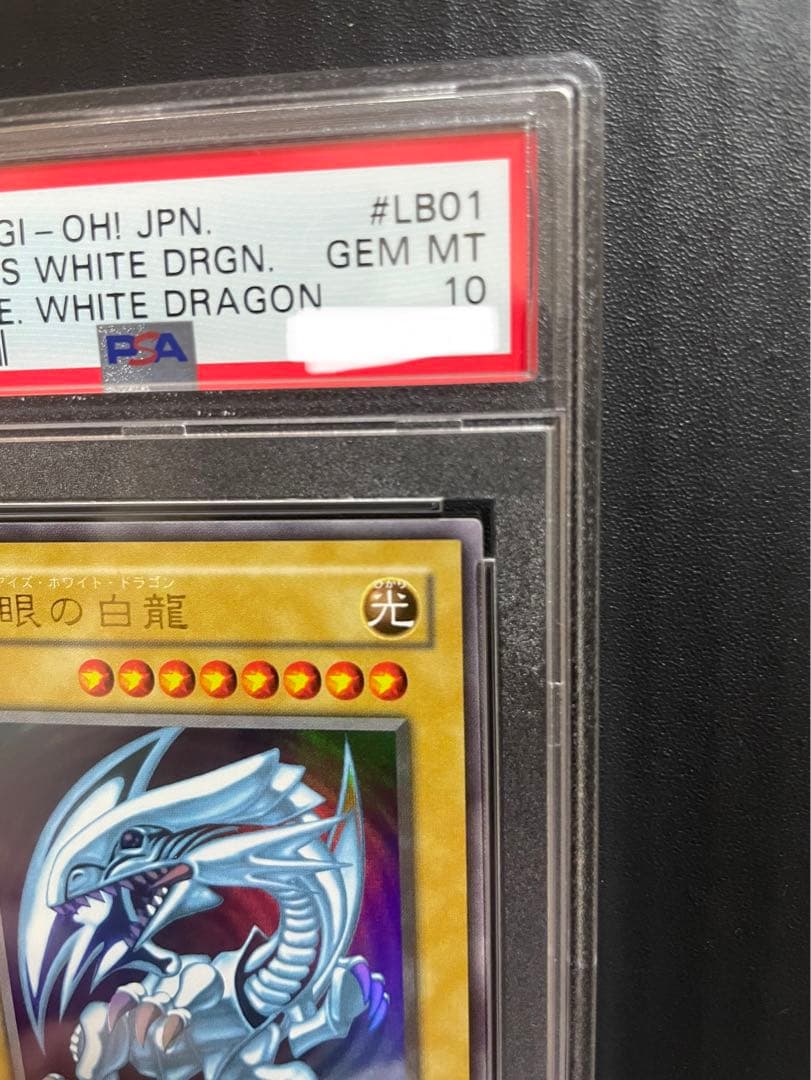 GI-OH! JPN. #LB01
S WHITE DRGN. GEM MT
E. WHITE DRAGON 10
PSA
アイズ・ホワイト・ドラゴン
眼の白龍
ひかり
光